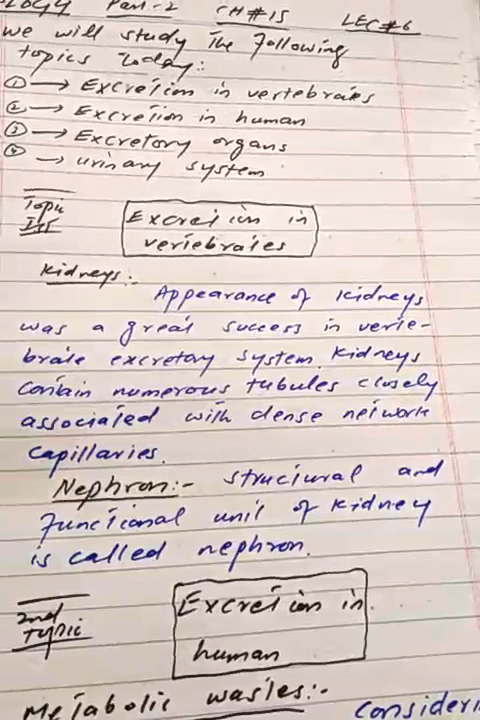 LOGY Part-2 CH#15 LEC#6
we will study the following
topics today:
① → Excretion in vertebrates
② → Excretion in human
③ → Excretory organs
④ → urinary system
Topic
Ist
Excretion in
vertebrates
Kidneys:-
Appearance of kidneys
was a great success in verte-
brate excretory system. Kidneys
contain numerous tubules closely
associated with dense network
capillaries.
Nephron:- structural and
functional unit of kidney
is called nephron.
2nd
Topic
Excretion in
human
Metabolic wastes:- Consideri